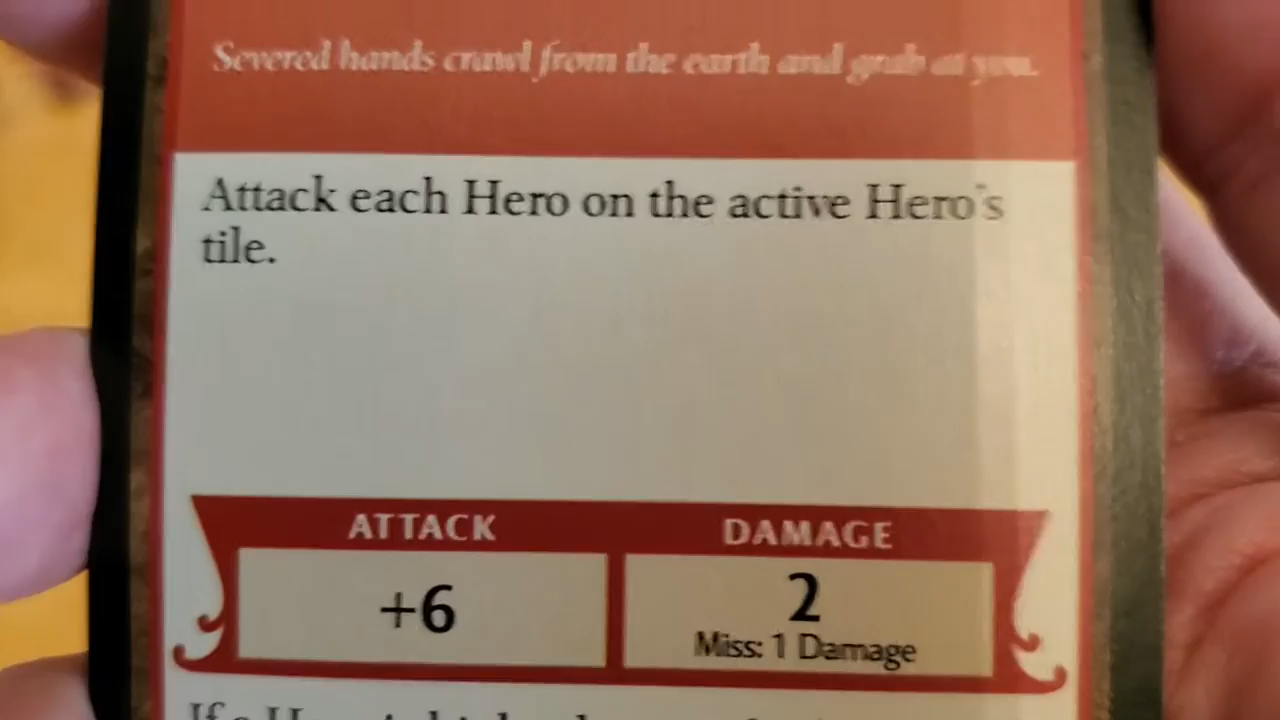 Severed hands crawl from the earth and grab at you.
Attack each Hero on the active Hero's
tile.
ATTACK
DAMAGE
+6
2
Miss: 1 Damage